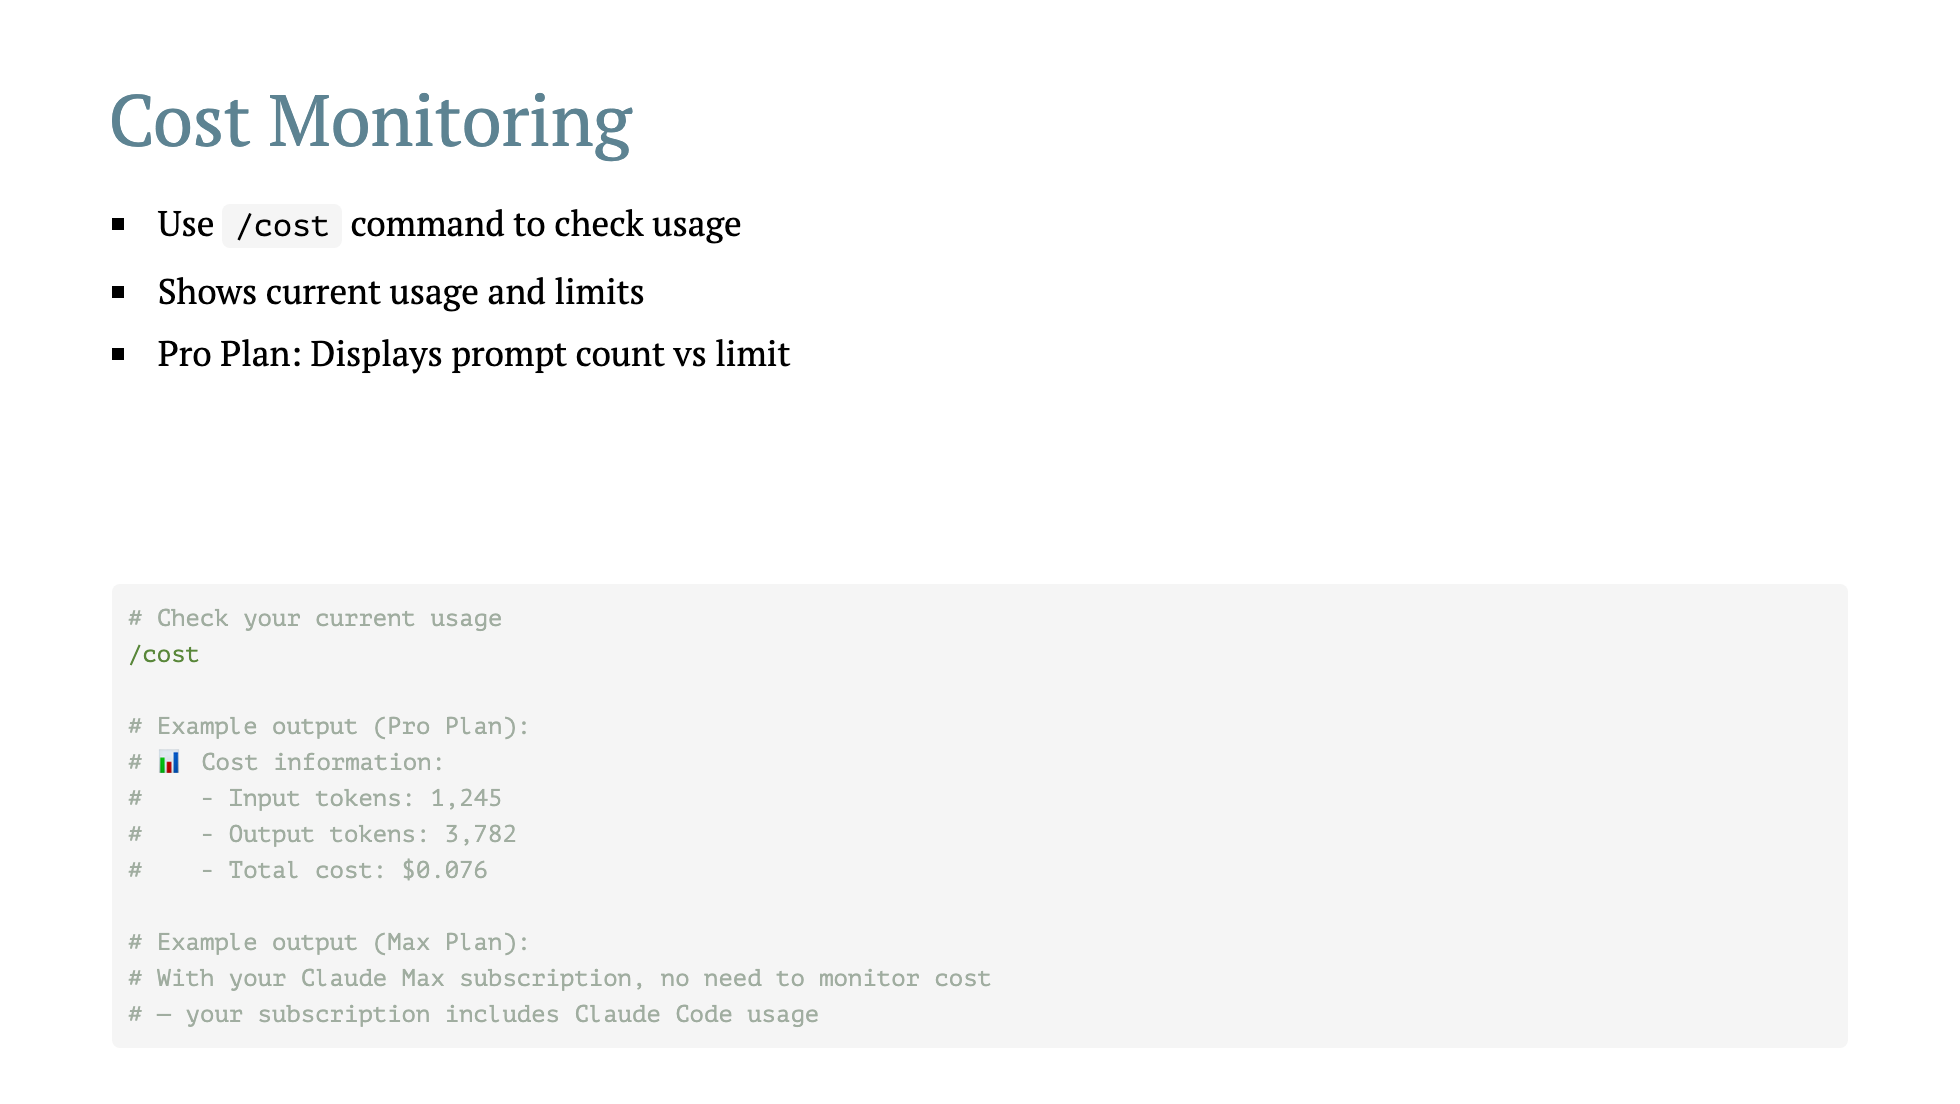 Cost Monitoring
▪ Use /cost command to check usage
▪ Shows current usage and limits
▪ Pro Plan: Displays prompt count vs limit
# Check your current usage
/cost
# Example output (Pro Plan):
# 📊 Cost information:
#    - Input tokens: 1,245
#    - Output tokens: 3,782
#    - Total cost: $0.076
# Example output (Max Plan):
# With your Claude Max subscription, no need to monitor cost
# — your subscription includes Claude Code usage